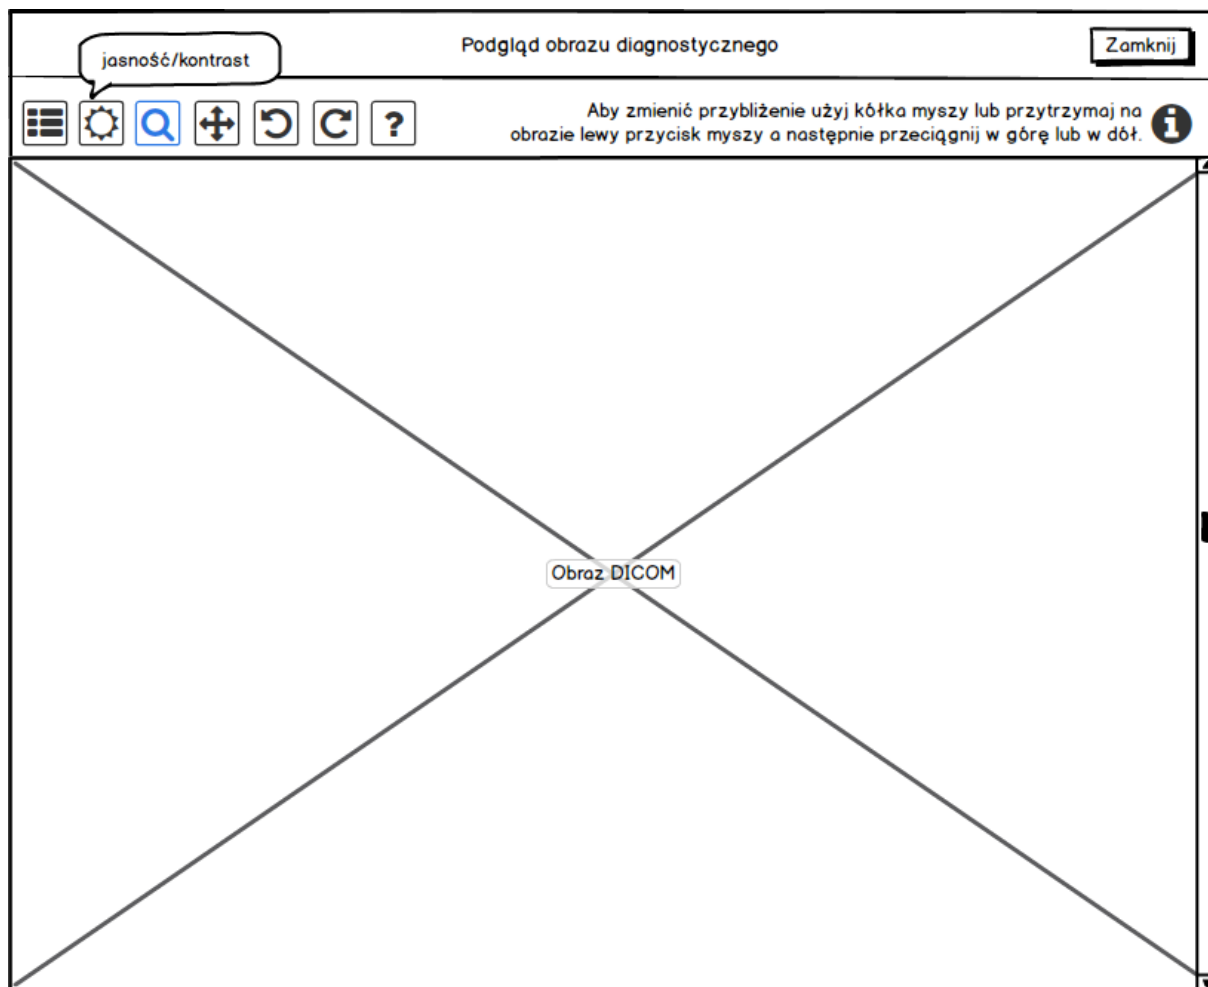 Podgląd obrazu diagnostycznego
Zamknij
jasność/kontrast
?
Aby zmienić przybliżenie użyj kółka myszy lub przytrzymaj na
obrazie lewy przycisk myszy a następnie przeciągnij w górę lub w dół.
Obraz DICOM